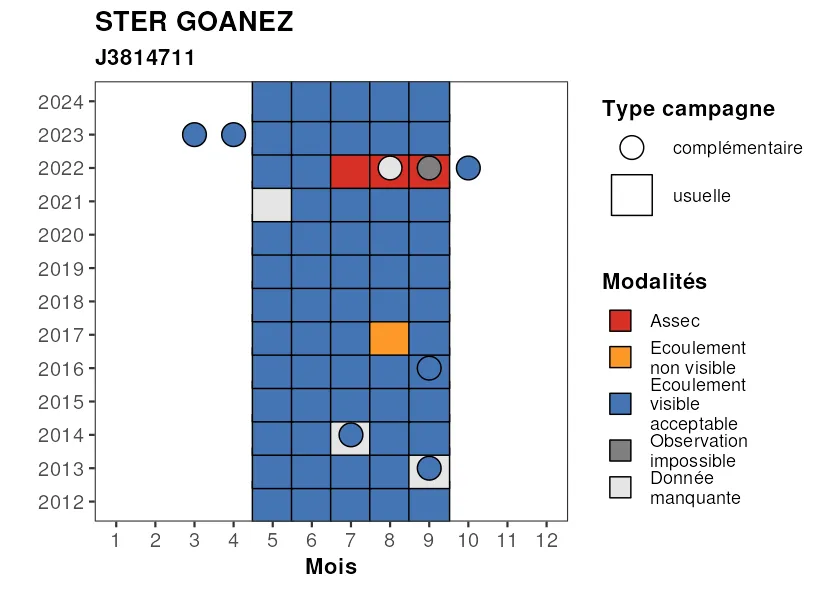 STER GOANEZ
J3814711
2024
2023
2022
2021
2020
2019
2018
2017
2016
2015
2014
2013
2012
1 2 3 4 5 6 7 8 9 10 11 12
Mois
Type campagne
complémentaire
usuelle
Modalités
Assec
Ecoulement
non visible
Ecoulement
visible
acceptable
Observation
impossible
Donnée
manquante